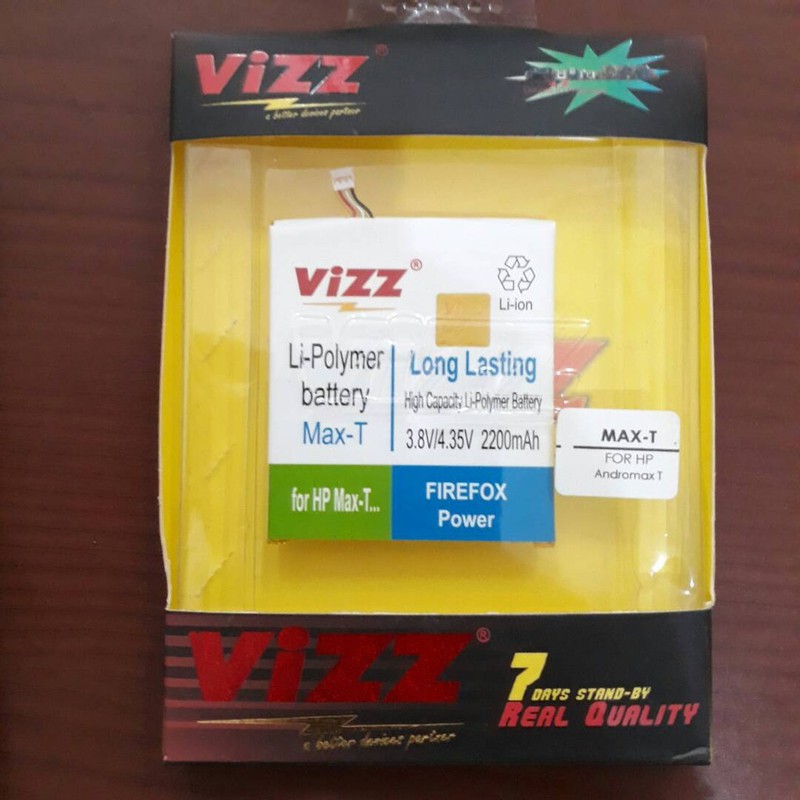 ViZZ®
a better devices partner
ViZZ®
Li-ion
Li-Polymer
battery
Max-T
Long Lasting
High Capacity Li-Polymer Battery
3.8V/4.35V 2200mAh
for HP Max-T...
FIREFOX
Power
MAX-T
FOR HP
Andromax T
ViZZ®
a better devices partner
7 DAYS STAND-BY
REAL QUALITY